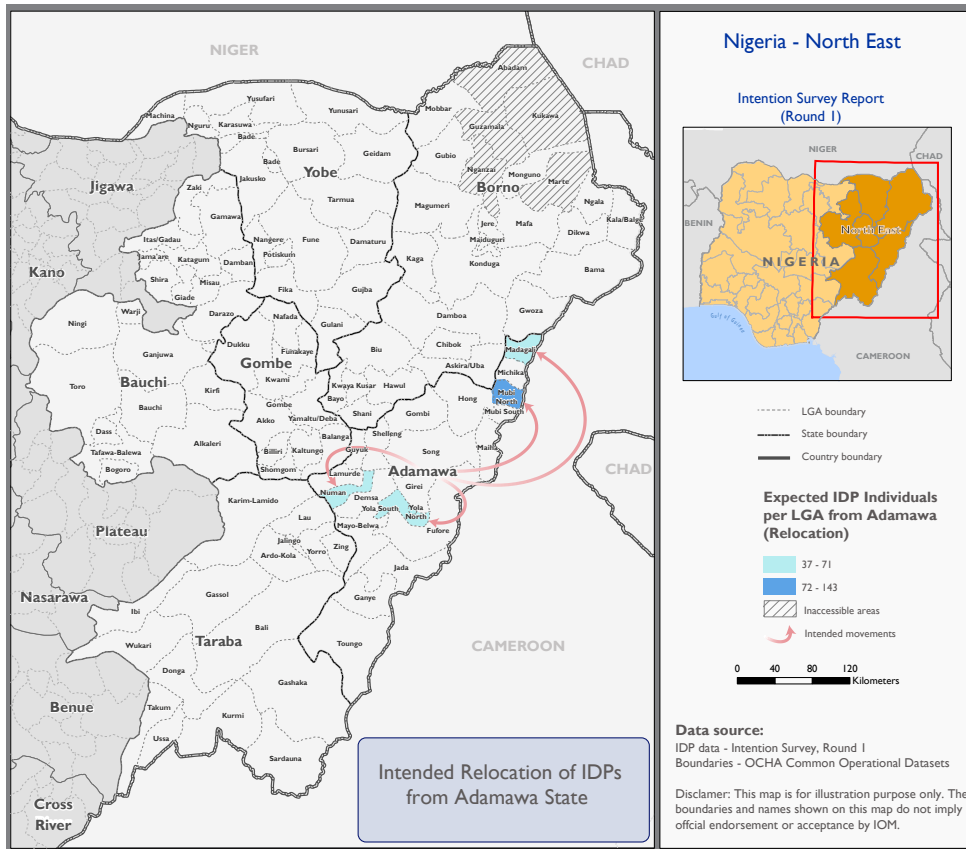 NIGER
CHAD
Abadam
Yusufari
Machina
Yunusari
Mobbar
Kukawa
Nguru
Karasuwa
Guzamala
Bade
Bursari
Geidam
Gubio
Bade
Nganzai
Monguno
Jigawa
Jakusko
Yobe
Borno
Marte
Zaki
Tarmua
Magumeri
Ngala
Gamawa
Jere
Mafa
Kala/Balge
Itas/Gadau
Nangere
Fune
Damaturu
Maiduguri
Dikwa
Jama'are
Potiskum
Kano
Katagum
Damban
Kaga
Konduga
Bama
Shira
Misau
Giade
Fika
Gujba
Warji
Darazo
Nafada
Gwoza
Ningi
Gulani
Damboa
Dukku
Funakaye
Chibok
Ganjuwa
Gombe
Biu
Madagali
Askira/Uba
Michika
Toro
Bauchi
Kirfi
Kwami
Kwaya Kusar
Hawul
Mubi
North
Bauchi
Gombe
Bayo
Hong
Akko
Yamaltu/Deba
Shani
Gombi
Mubi South
Dass
Balanga
Shelleng
Tafawa-Balewa
Alkaleri
Billiri
Kaltungo
Guyuk
Song
Maiha
Bogoro
Shomgom
Lamurde
Adamawa
CHAD
Numan
Girei
Karim-Lamido
Demsa
Yola South
Yola
North
Plateau
Lau
Mayo-Belwa
Fufore
Jalingo
Zing
Ardo-Kola
Yorro
Jada
Nasarawa
Gassol
Ganye
Ibi
Bali
Wukari
Taraba
Toungo
CAMEROON
Donga
Gashaka
Benue
Takum
Kurmi
Ussa
Sardauna
Cross
River
Intended Relocation of IDPs
from Adamawa State
Nigeria - North East
Intention Survey Report
(Round 1)
NIGER
CHAD
BENIN
North East
NIGERIA
Gulf of Guinea
CAMEROON
LGA boundary
State boundary
Country boundary
Expected IDP Individuals
per LGA from Adamawa
(Relocation)
37 - 71
72 - 143
Inaccessible areas
Intended movements
0 40 80 120
Kilometers
Data source:
IDP data - Intention Survey, Round 1
Boundaries - OCHA Common Operational Datasets
Disclamer: This map is for illustration purpose only. The
boundaries and names shown on this map do not imply
offcial endorsement or acceptance by IOM.